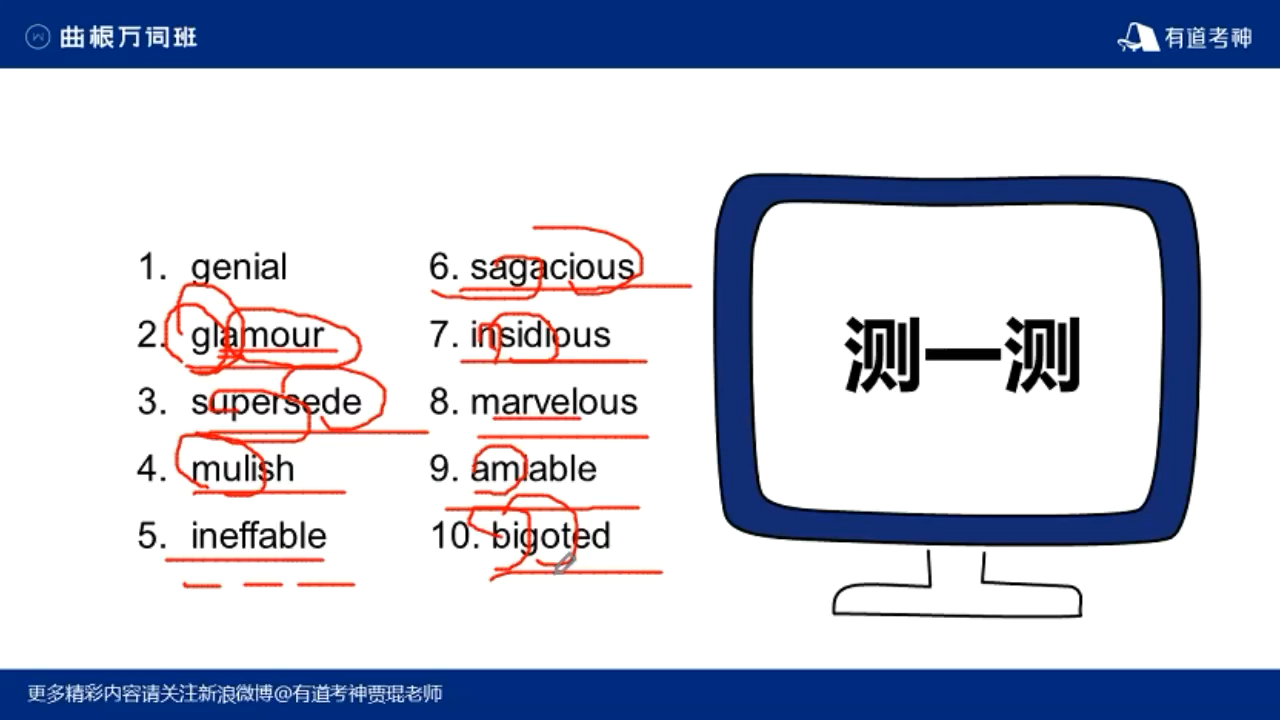 曲根万词班
有道考神
1. genial
2. glamour
3. supersede
4. mulish
5. ineffable
6. sagacious
7. insidious
8. marvelous
9. amiable
10. bigoted
测一测
更多精彩内容请关注新浪微博@有道考神贾琨老师